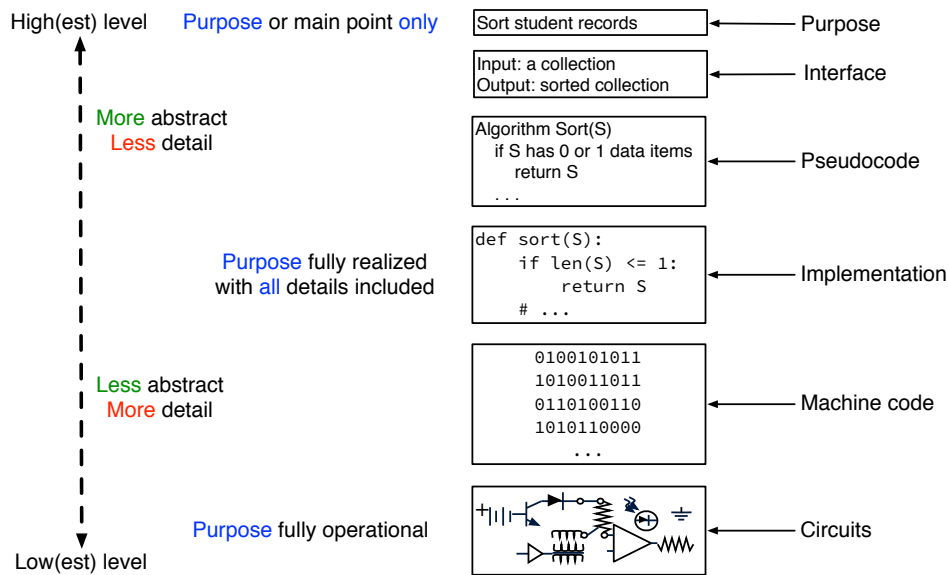 High(est) level
Purpose or main point only
Sort student records
Purpose
Input: a collection
Output: sorted collection
Interface
More abstract
Less detail
Algorithm Sort(S)
if S has 0 or 1 data items
return S
...
Pseudocode
Purpose fully realized
with all details included
def sort(S):
if len(S) <= 1:
return S
# ...
Implementation
Less abstract
More detail
0100101011
1010011011
0110100110
1010110000
...
Machine code
Purpose fully operational
+
Circuits
Low(est) level